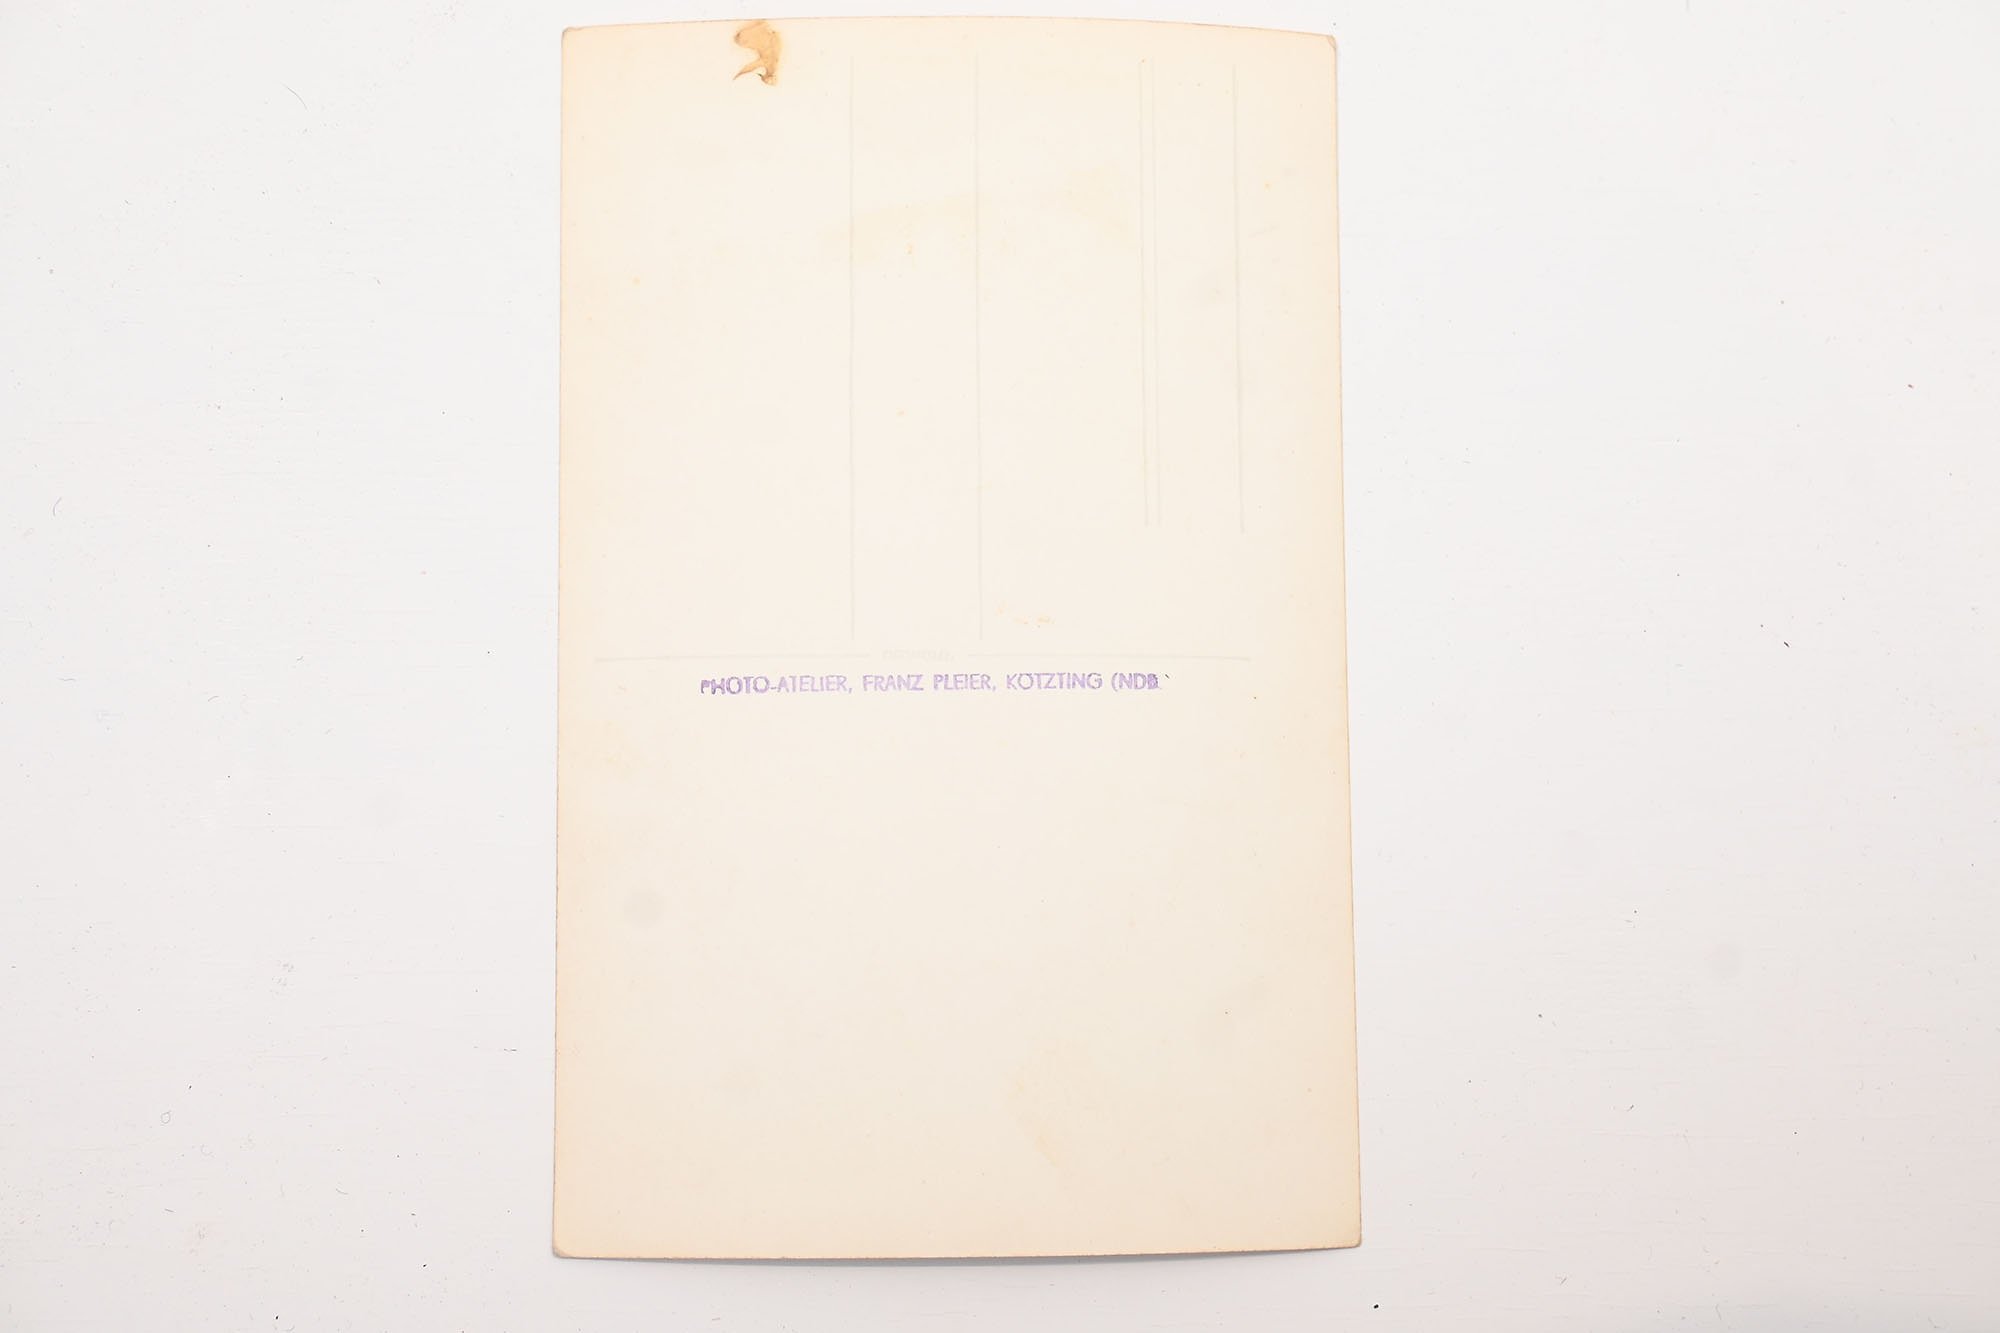 PHOTO-ATELIER, FRANZ PLEIER, KÖTZTING (NDB.